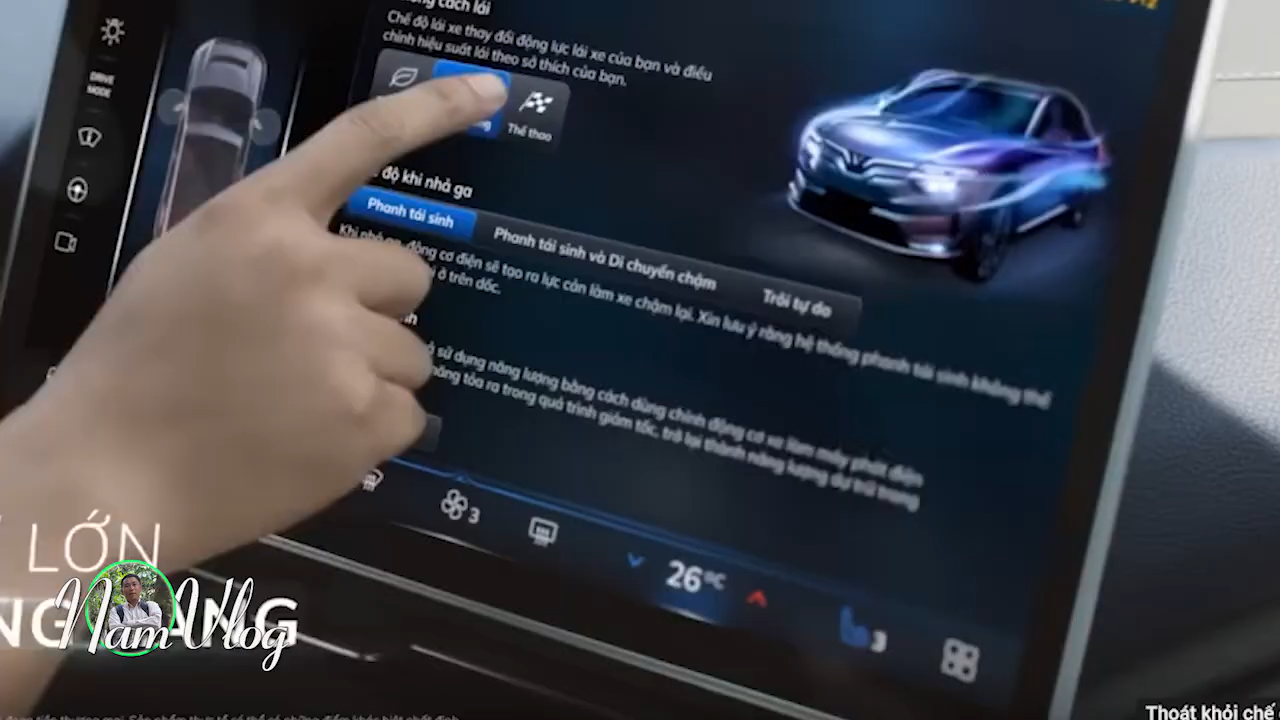 cách lái
Chế độ lái xe thay đổi động lực lái xe của bạn và điều
chỉnh hiệu suất lái theo sở thích của bạn.
DRIVE
MODE
Thể thao
độ khi nhả ga
Phanh tái sinh
Phanh tái sinh và Di chuyển chậm
Trôi tự do
Khi nhả ga, động cơ điện sẽ tạo ra lực cản làm xe chậm lại. Xin lưu ý rằng hệ thống phanh tái sinh không thể
ở trên dốc.
sử dụng năng lượng bằng cách dùng chính động cơ xe làm máy phát điện
năng tỏa ra trong quá trình giảm tốc, trở lại thành năng lượng dự trữ trong
3
26°C
3
LỚN
Nam Vlog
Thoát khỏi chế